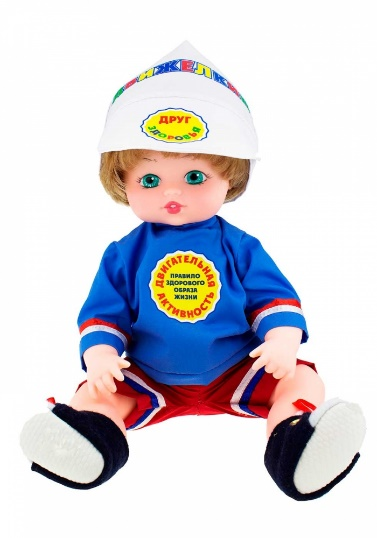 ДРУГ
ЗДОРОВЬЯ
ДВИГАТЕЛЬНАЯ
ПРАВИЛО
ЗДОРОВОГО
ОБРАЗА
ЖИЗНИ
АКТИВНОСТЬ